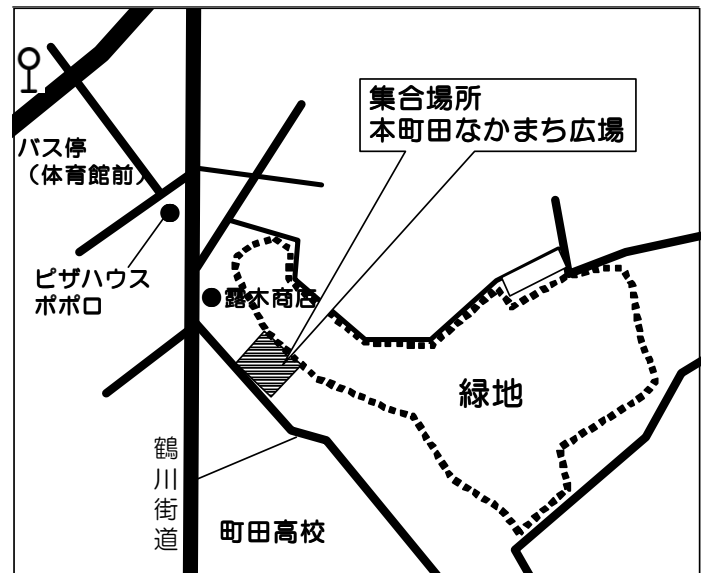 集合場所
本町田なかまち広場
バス停
（体育館前）
ピザハウス
ポポロ
露木商店
緑地
鶴川街道
町田高校